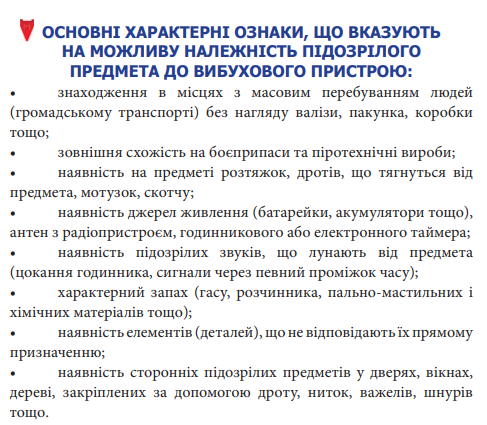 ОСНОВНІ ХАРАКТЕРНІ ОЗНАКИ, ЩО ВКАЗУЮТЬ
НА МОЖЛИВУ НАЛЕЖНІСТЬ ПІДОЗРІЛОГО
ПРЕДМЕТА ДО ВИБУХОВОГО ПРИСТРОЮ:
• знаходження в місцях з масовим перебуванням людей
(громадському транспорті) без нагляду валізи, пакунка, коробки
тощо;
• зовнішня схожість на боєприпаси та піротехнічні вироби;
• наявність на предметі розтяжок, дротів, що тягнуться від
предмета, мотузок, скотчу;
• наявність джерел живлення (батарейки, акумулятори тощо),
антен з радіопристроєм, годинникового або електронного таймера;
• наявність підозрілих звуків, що лунають від предмета
(цокання годинника, сигнали через певний проміжок часу);
• характерний запах (гасу, розчинника, пально-мастильних і
хімічних матеріалів тощо);
• наявність елементів (деталей), що не відповідають їх прямому
призначенню;
• наявність сторонніх підозрілих предметів у дверях, вікнах,
дереві, закріплених за допомогою дроту, ниток, важелів, шнурів
тощо.